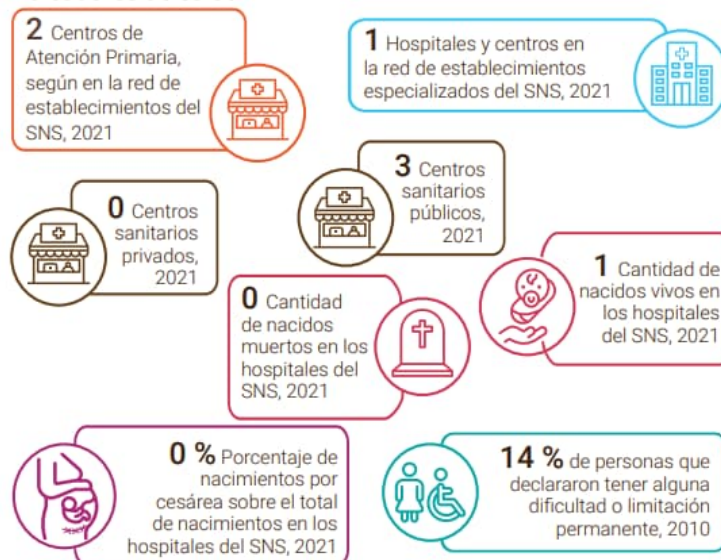 2 Centros de
Atención Primaria,
según en la red de
establecimientos del
SNS, 2021
1 Hospitales y centros en
la red de establecimientos
especializados del SNS, 2021
0 Centros
sanitarios
privados,
2021
3 Centros
sanitarios
públicos,
2021
0 Cantidad
de nacidos
muertos en los
hospitales del
SNS, 2021
1 Cantidad de
nacidos vivos en
los hospitales
del SNS, 2021
0 % Porcentaje de
nacimientos por
cesárea sobre el total
de nacimientos en los
hospitales del SNS, 2021
14 % de personas que
declararon tener alguna
dificultad o limitación
permanente, 2010